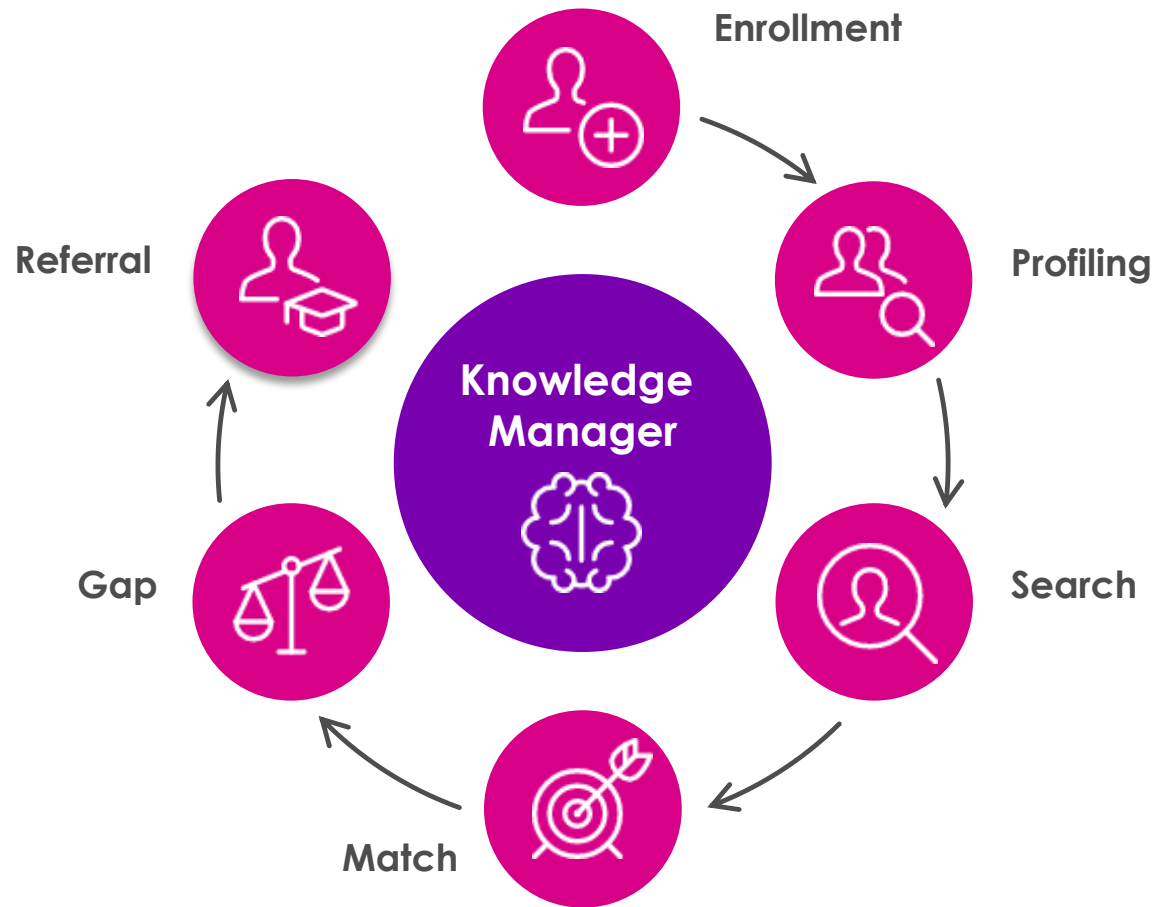 Enrollment
Profiling
Search
Match
Gap
Referral
Knowledge
Manager